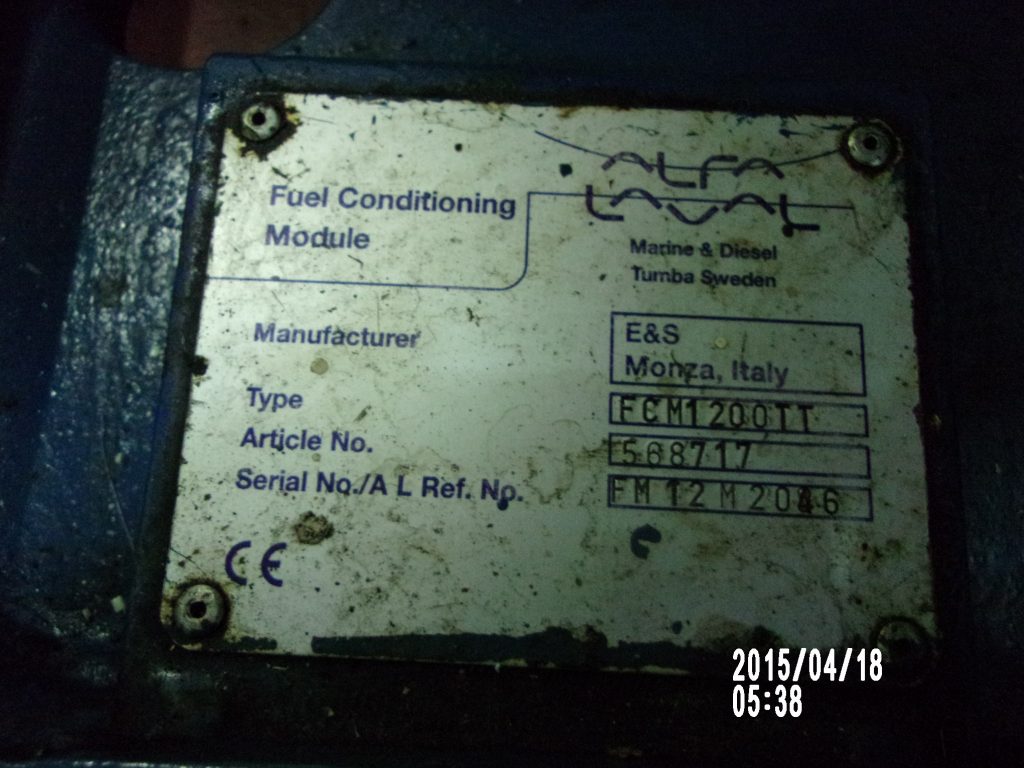 ALFA
LAVAL
Fuel Conditioning
Module
Marine & Diesel
Tumba Sweden
Manufacturer
E&S
Monza, Italy
Type
FCM1200TT
Article No.
568717
Serial No./A L Ref. No.
FM12M2046
CE
2015/04/18
05:38